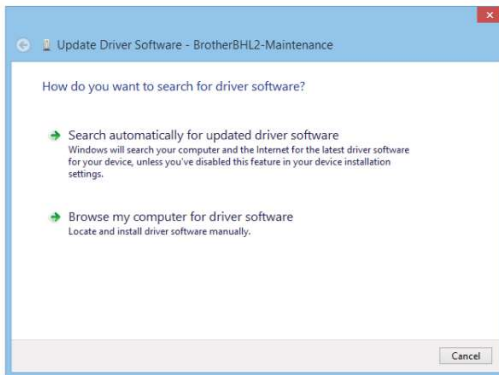 Update Driver Software - BrotherBHL2-Maintenance
How do you want to search for driver software?
Search automatically for updated driver software
Windows will search your computer and the Internet for the latest driver software
for your device, unless you've disabled this feature in your device installation
settings.
Browse my computer for driver software
Locate and install driver software manually.
Cancel